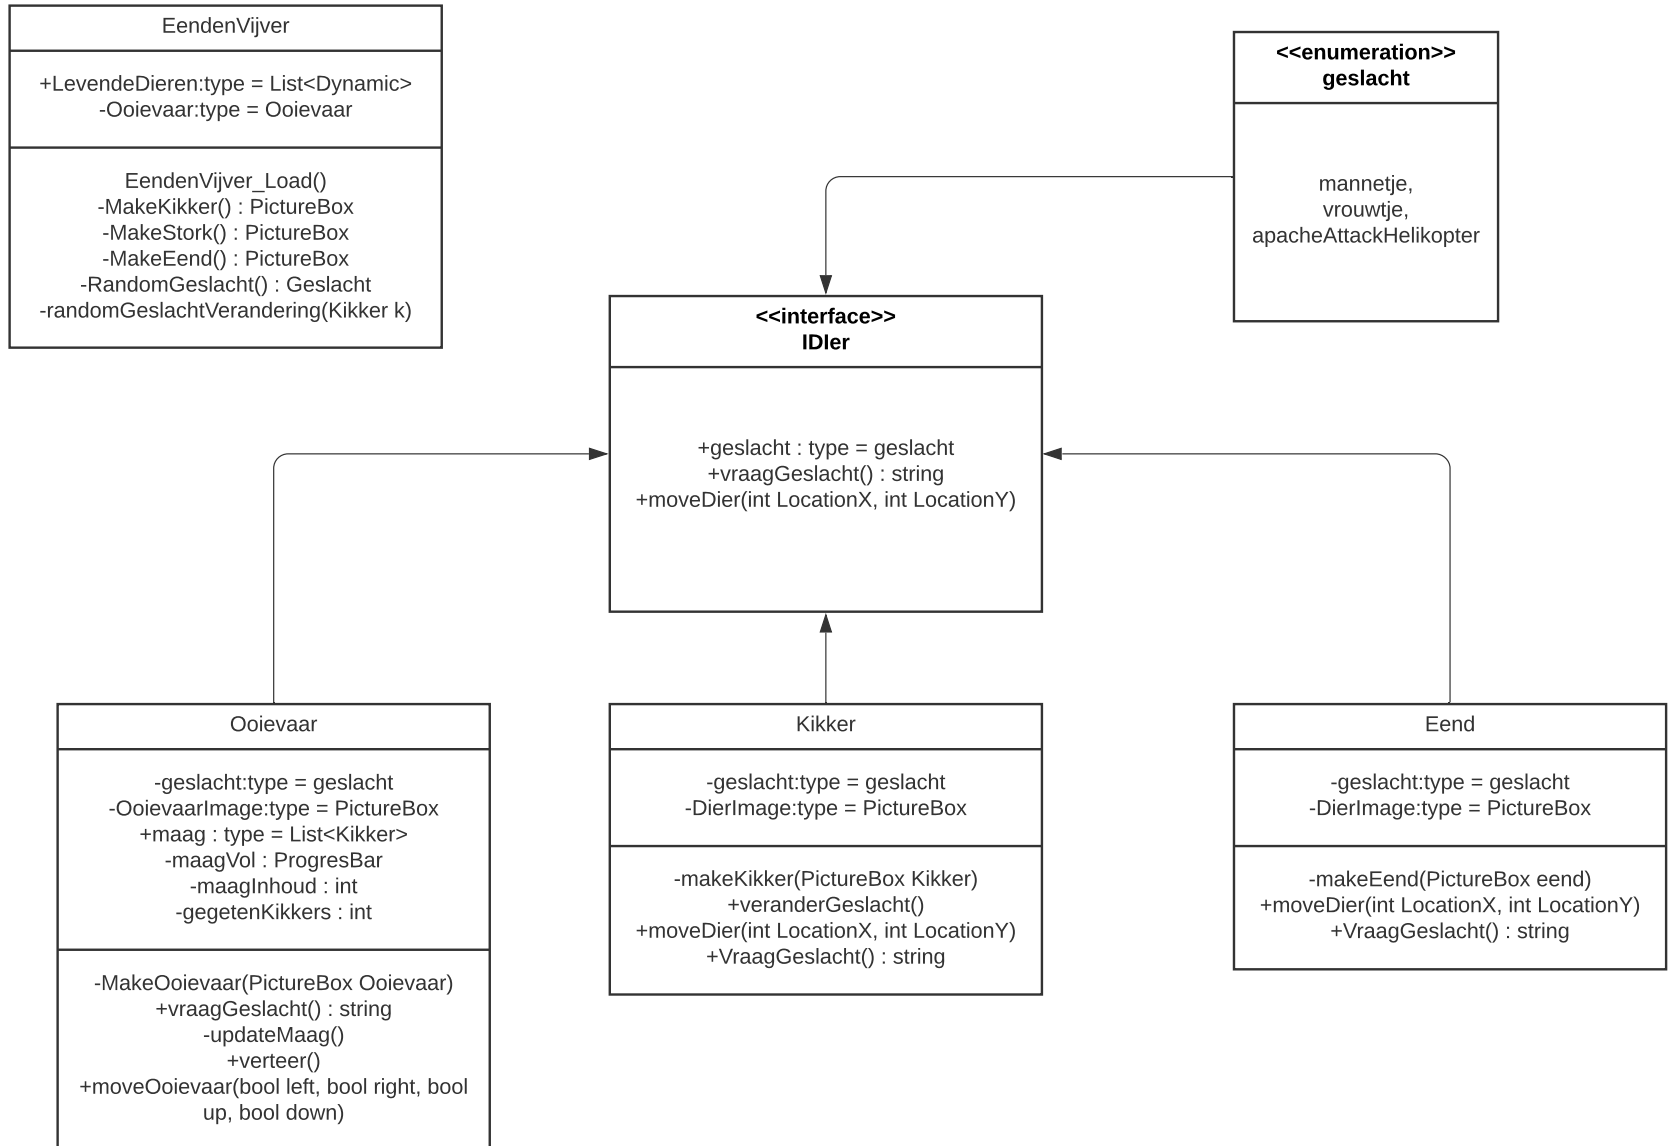 EendenVijver
+LevendeDieren:type = List<Dynamic>
-Ooievaar:type = Ooievaar
EendenVijver_Load()
-MakeKikker() : PictureBox
-MakeStork() : PictureBox
-MakeEend() : PictureBox
-RandomGeslacht() : Geslacht
-randomGeslachtVerandering(Kikker k)
<<enumeration>>
geslacht
mannetje,
vrouwtje,
apacheAttackHelikopter
<<interface>>
IDIer
+geslacht : type = geslacht
+vraagGeslacht() : string
+moveDier(int LocationX, int LocationY)
Ooievaar
-geslacht:type = geslacht
-OoievaarImage:type = PictureBox
+maag : type = List<Kikker>
-maagVol : ProgresBar
-maagInhoud : int
-gegetenKikkers : int
-MakeOoievaar(PictureBox Ooievaar)
+vraagGeslacht() : string
-updateMaag()
+verteer()
+moveOoievaar(bool left, bool right, bool
up, bool down)
Kikker
-geslacht:type = geslacht
-DierImage:type = PictureBox
-makeKikker(PictureBox Kikker)
+veranderGeslacht()
+moveDier(int LocationX, int LocationY)
+VraagGeslacht() : string
Eend
-geslacht:type = geslacht
-DierImage:type = PictureBox
-makeEend(PictureBox eend)
+moveDier(int LocationX, int LocationY)
+VraagGeslacht() : string